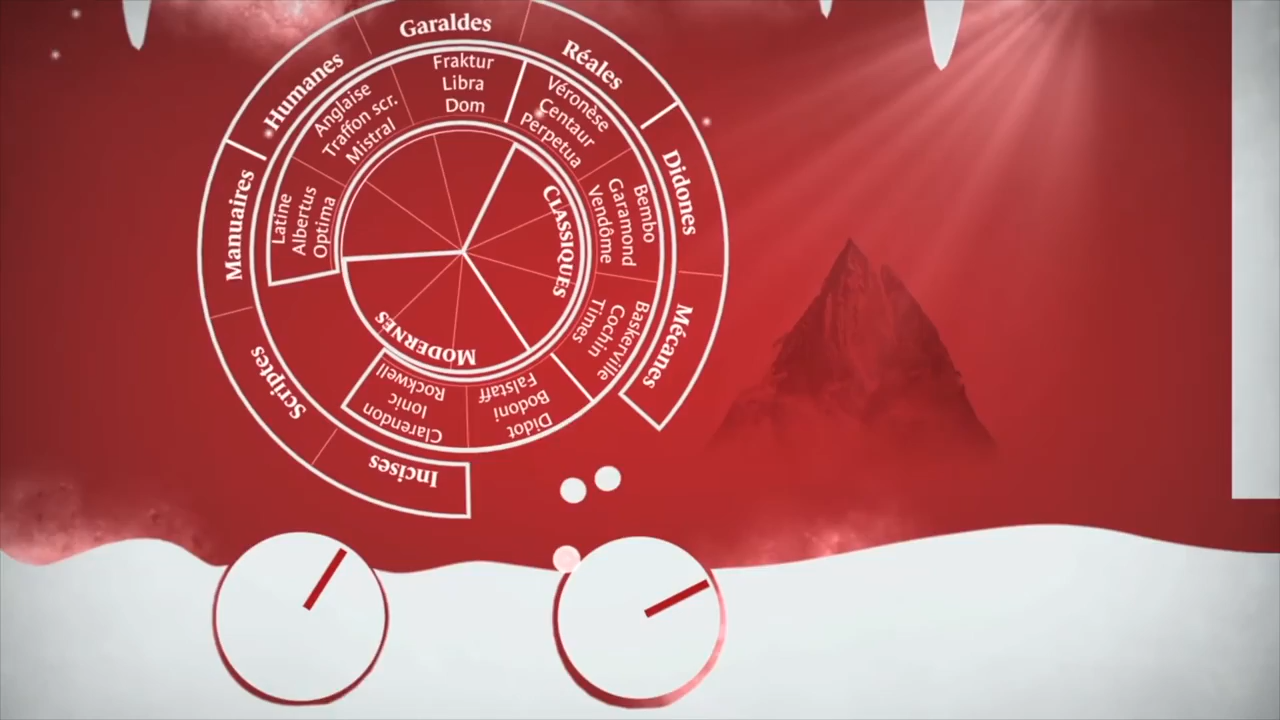 Garaldes
Réales
Didones
Mécanes
Incises
Scriptes
Manuaires
Humanes
Fraktur
Libra
Dom
Véronèse
Centaur
Perpetua
Bembo
Garamond
Vendôme
Baskerville
Cochin
Times
Falstaff
Bodoni
Didot
Rockwell
Ionic
Clarendon
Latine
Albertus
Optima
Anglaise
Traffon scr.
Mistral
CLASSIQUES
MODERNES